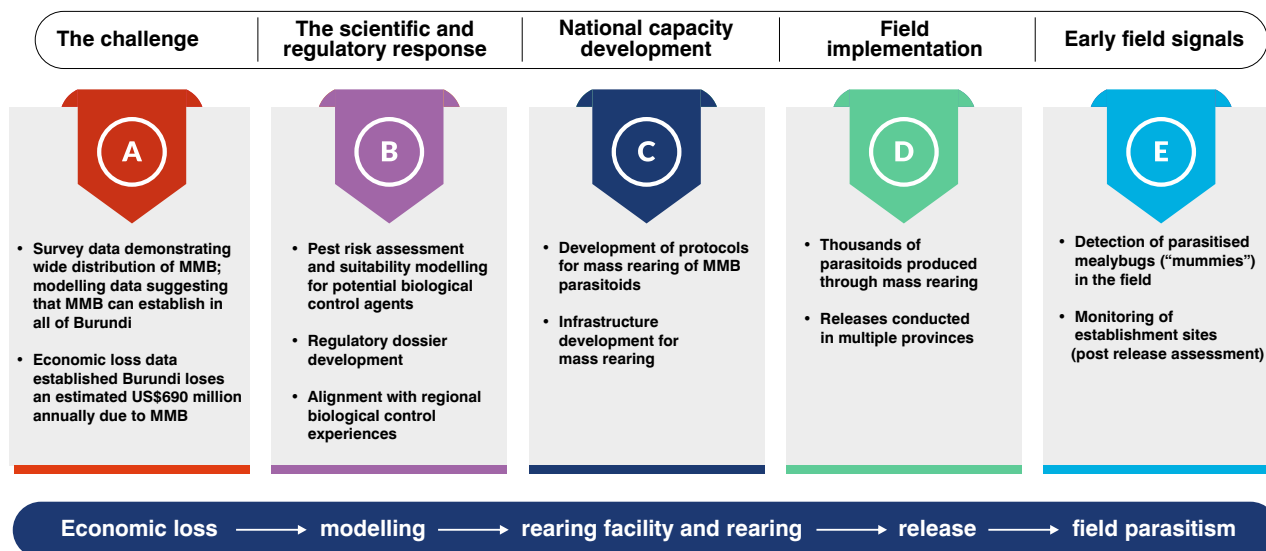 The challenge
The scientific and
regulatory response
National capacity
development
Field
implementation
Early field signals
A
• Survey data demonstrating
wide distribution of MMB;
modelling data suggesting
that MMB can establish in
all of Burundi
• Economic loss data
established Burundi loses
an estimated US$690 million
annually due to MMB
B
• Pest risk assessment
and suitability modelling
for potential biological
control agents
• Regulatory dossier
development
• Alignment with regional
biological control
experiences
C
• Development of protocols
for mass rearing of MMB
parasitoids
• Infrastructure
development for
mass rearing
D
• Thousands of
parasitoids produced
through mass rearing
• Releases conducted
in multiple provinces
E
• Detection of parasitised
mealybugs (“mummies”)
in the field
• Monitoring of
establishment sites
(post release assessment)
Economic loss → modelling → rearing facility and rearing → release → field parasitism